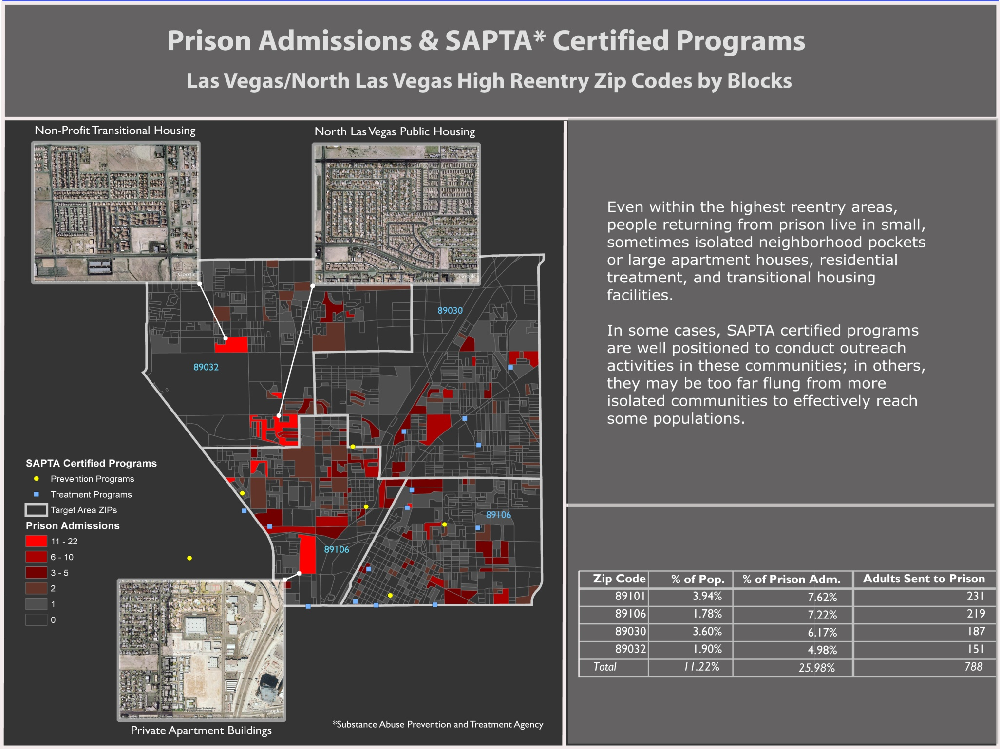 Prison Admissions & SAPTA* Certified Programs
Las Vegas/North Las Vegas High Reentry Zip Codes by Blocks
Non-Profit Transitional Housing
North Las Vegas Public Housing
Google
Google
89030
89032
89106
89106
SAPTA Certified Programs
Prevention Programs
Treatment Programs
Target Area ZIPs
Prison Admissions
11 - 22
6 - 10
3 - 5
2
1
0
Google
Private Apartment Buildings
*Substance Abuse Prevention and Treatment Agency
Even within the highest reentry areas,
people returning from prison live in small,
sometimes isolated neighborhood pockets
or large apartment houses, residential
treatment, and transitional housing
facilities.
In some cases, SAPTA certified programs
are well positioned to conduct outreach
activities in these communities; in others,
they may be too far flung from more
isolated communities to effectively reach
some populations.
Zip Code % of Pop. % of Prison Adm. Adults Sent to Prison
89101 3.94% 7.62% 231
89106 1.78% 7.22% 219
89030 3.60% 6.17% 187
89032 1.90% 4.98% 151
Total 11.22% 25.98% 788